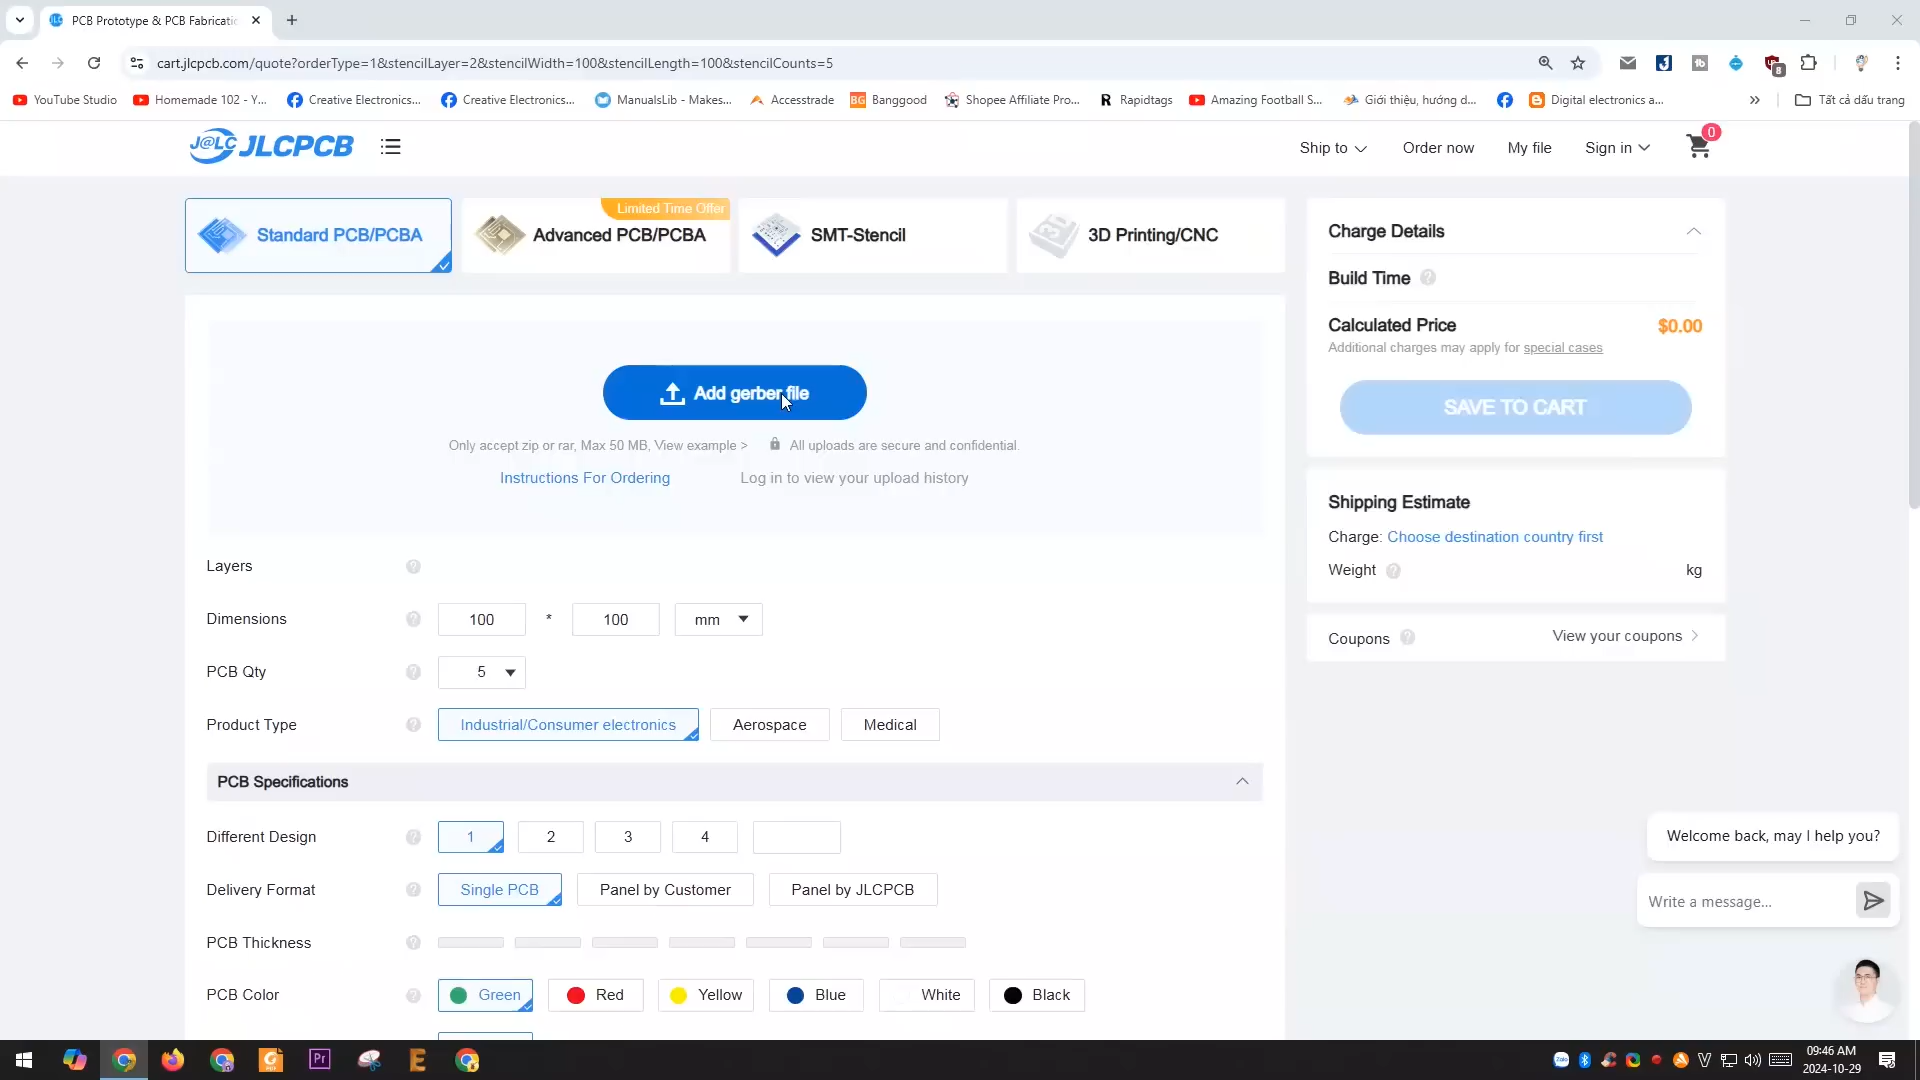 PCB Prototype & PCB Fabricatio
cart.jlcpcb.com/quote?orderType=1&stencilLayer=2&stencilWidth=100&stencilLength=100&stencilCounts=5
8
YouTube Studio
Homemade 102 - Y...
Creative Electronics...
Creative Electronics...
ManualsLib - Makes...
Accesstrade
BG Banggood
Shopee Affiliate Pro...
R Rapidtags
Amazing Football S...
Giới thiệu, hướng d...
Digital electronics a...
Tất cả dấu trang
J@LC JLCPCB
Ship to
Order now
My file
Sign in
0
Standard PCB/PCBA
Limited Time Offer
Advanced PCB/PCBA
SMT-Stencil
3D Printing/CNC
Add gerber file
Only accept zip or rar, Max 50 MB, View example >
All uploads are secure and confidential.
Instructions For Ordering
Log in to view your upload history
Layers
Dimensions
100
*
100
mm
PCB Qty
5
Product Type
Industrial/Consumer electronics
Aerospace
Medical
PCB Specifications
Different Design
1
2
3
4
Delivery Format
Single PCB
Panel by Customer
Panel by JLCPCB
PCB Thickness
PCB Color
Green
Red
Yellow
Blue
White
Black
Charge Details
Build Time
Calculated Price
$0.00
Additional charges may apply for special cases
SAVE TO CART
Shipping Estimate
Charge: Choose destination country first
Weight
kg
Coupons
View your coupons
Welcome back, may I help you?
Write a message...
Pr
E
Zalo
V
09:46 AM
2024-10-29